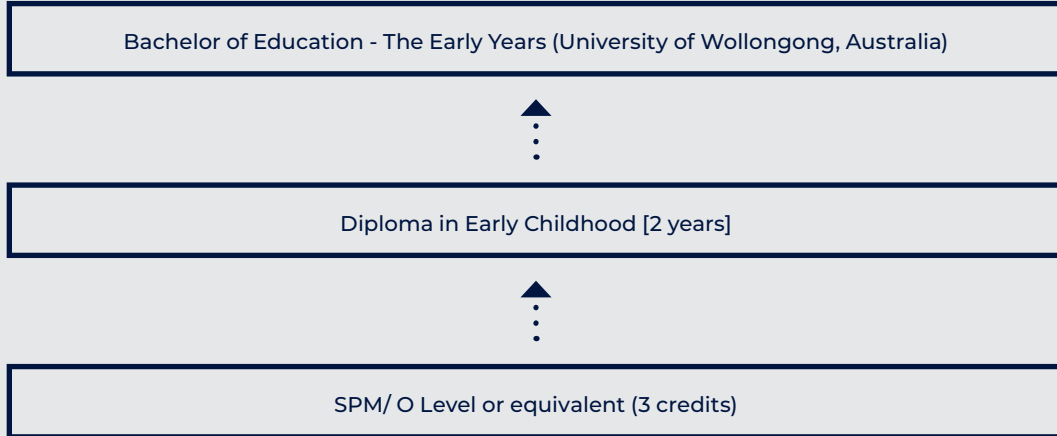 Bachelor of Education - The Early Years (University of Wollongong, Australia)
Diploma in Early Childhood [2 years]
SPM/ O Level or equivalent (3 credits)